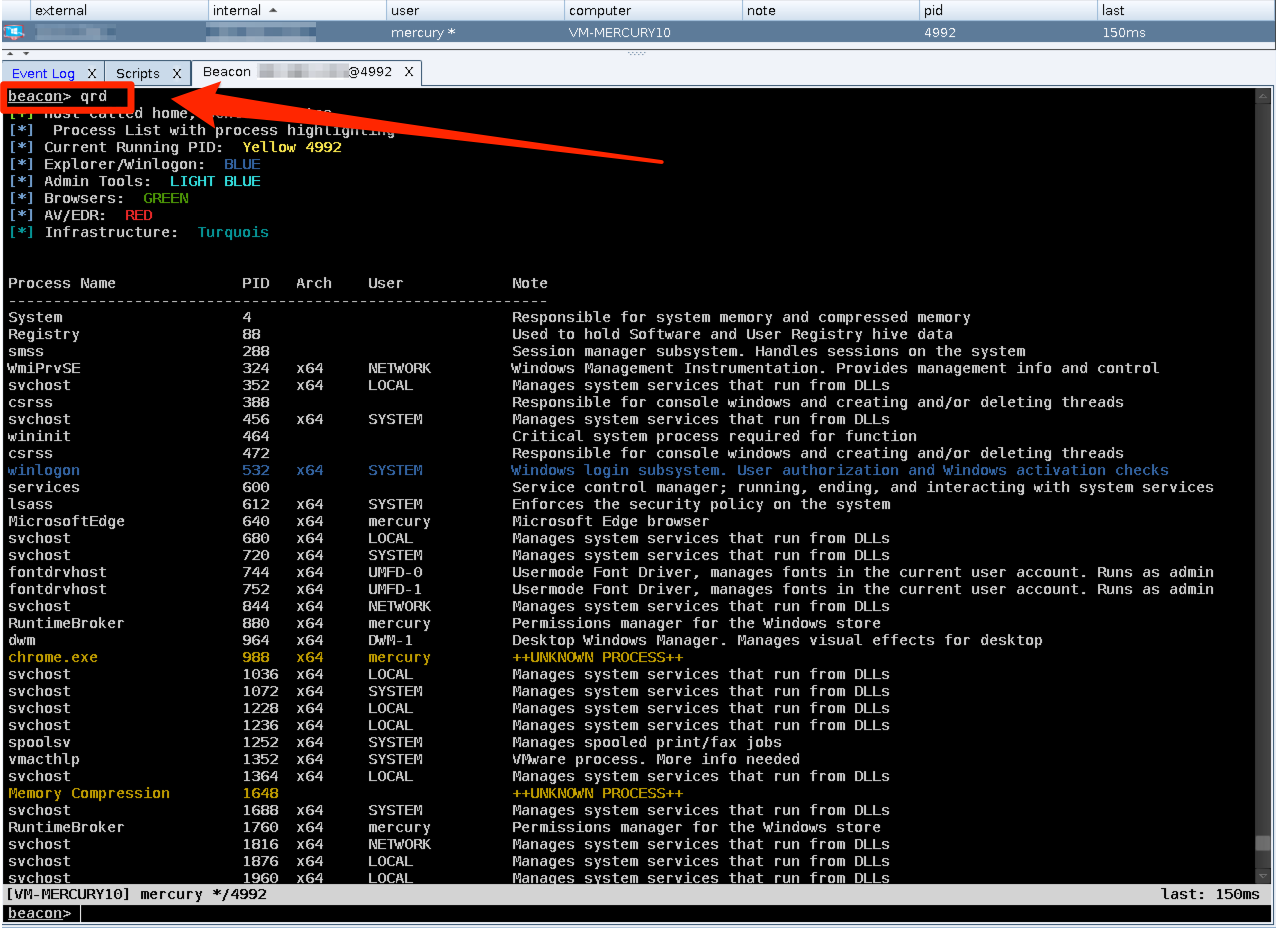 external internal user computer note pid last
mercury * VM-MERCURY10 4992 150ms
Event Log X Scripts X Beacon @4992 X
beacon> qrd
[+] host called home,
[*] Process List with process highlighting
[*] Current Running PID: Yellow 4992
[*] Explorer/Winlogon: BLUE
[*] Admin Tools: LIGHT BLUE
[*] Browsers: GREEN
[*] AV/EDR: RED
[*] Infrastructure: Turquois
Process Name PID Arch User Note
------------------------------------------------------------
System 4 Responsible for system memory and compressed memory
Registry 88 Used to hold Software and User Registry hive data
smss 288 Session manager subsystem. Handles sessions on the system
WmiPrvSE 324 x64 NETWORK Windows Management Instrumentation. Provides management info and control
svchost 352 x64 LOCAL Manages system services that run from DLLs
csrss 388 Responsible for console windows and creating and/or deleting threads
svchost 456 x64 SYSTEM Manages system services that run from DLLs
wininit 464 Critical system process required for function
csrss 472 Responsible for console windows and creating and/or deleting threads
winlogon 532 x64 SYSTEM Windows login subsystem. User authorization and Windows activation checks
services 600 Service control manager; running, ending, and interacting with system services
lsass 612 x64 SYSTEM Enforces the security policy on the system
MicrosoftEdge 640 x64 mercury Microsoft Edge browser
svchost 680 x64 LOCAL Manages system services that run from DLLs
svchost 720 x64 SYSTEM Manages system services that run from DLLs
fontdrvhost 744 x64 UMFD-0 Usermode Font Driver, manages fonts in the current user account. Runs as admin
fontdrvhost 752 x64 UMFD-1 Usermode Font Driver, manages fonts in the current user account. Runs as admin
svchost 844 x64 NETWORK Manages system services that run from DLLs
RuntimeBroker 880 x64 mercury Permissions manager for the Windows store
dwm 964 x64 DWM-1 Desktop Windows Manager. Manages visual effects for desktop
chrome.exe 988 x64 mercury ++UNKNOWN PROCESS++
svchost 1036 x64 LOCAL Manages system services that run from DLLs
svchost 1072 x64 SYSTEM Manages system services that run from DLLs
svchost 1228 x64 LOCAL Manages system services that run from DLLs
svchost 1236 x64 LOCAL Manages system services that run from DLLs
spoolsv 1252 x64 SYSTEM Manages spooled print/fax jobs
vmacthlp 1352 x64 SYSTEM VMware process. More info needed
svchost 1364 x64 LOCAL Manages system services that run from DLLs
Memory Compression 1648 ++UNKNOWN PROCESS++
svchost 1688 x64 SYSTEM Manages system services that run from DLLs
RuntimeBroker 1760 x64 mercury Permissions manager for the Windows store
svchost 1816 x64 NETWORK Manages system services that run from DLLs
svchost 1876 x64 LOCAL Manages system services that run from DLLs
svchost 1960 x64 LOCAL Manages system services that run from DLLs
[VM-MERCURY10] mercury */4992 last: 150ms
beacon>